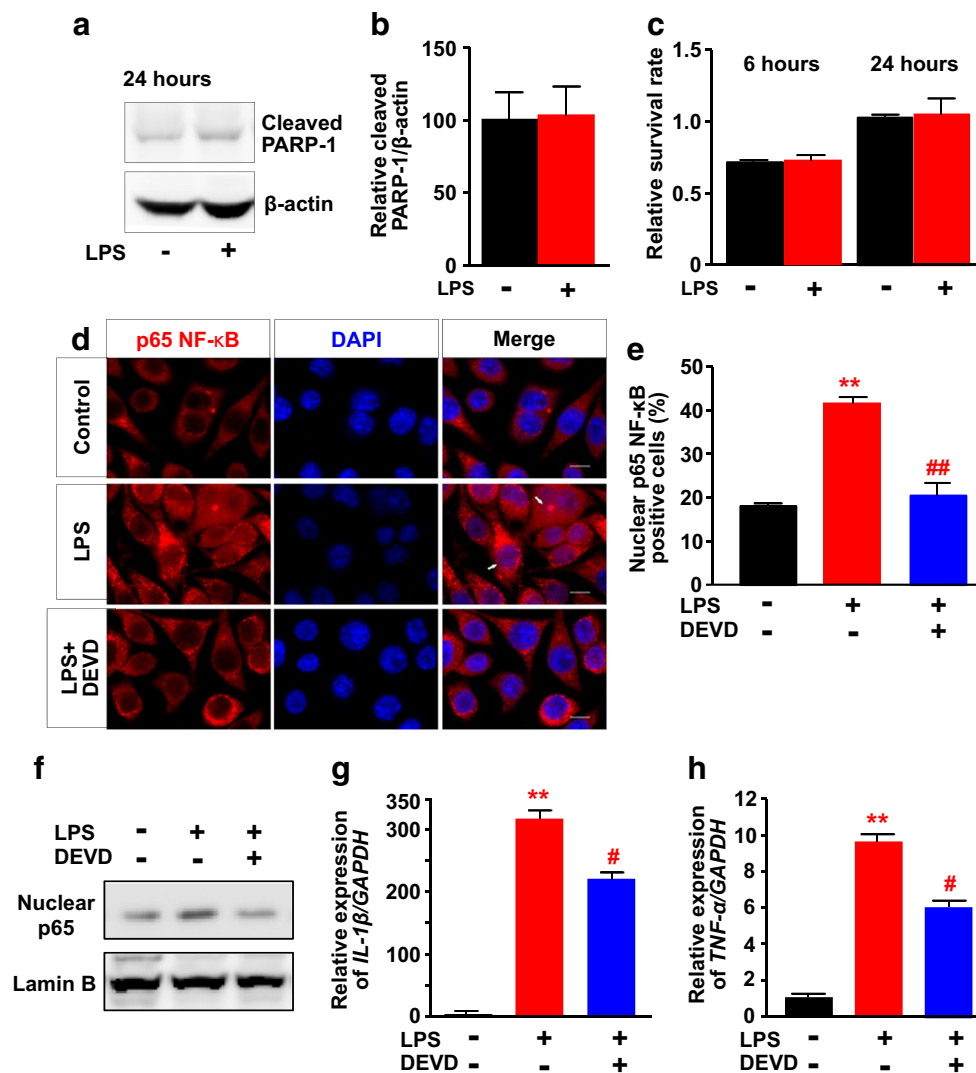 a
24 hours
Cleaved
PARP-1
β-actin
LPS - +
b
Relative cleaved
PARP-1/β-actin
150
100
50
0
LPS - +
c
Relative survival rate
1.5
1.0
0.5
0
6 hours 24 hours
LPS - + - +
d
p65 NF-κB DAPI Merge
Control
LPS
LPS+
DEVD
e
Nuclear p65 NF-κB
positive cells (%)
50
40
30
20
10
0
**
##
LPS - + +
DEVD - - +
f
LPS - + +
DEVD - - +
Nuclear
p65
Lamin B
g
Relative expression
of IL-1β/GAPDH
350
300
200
100
0
**
#
LPS - + +
DEVD - - +
h
Relative expression
of TNF-α/GAPDH
12
10
8
6
4
2
0
**
#
LPS - + +
DEVD - - +